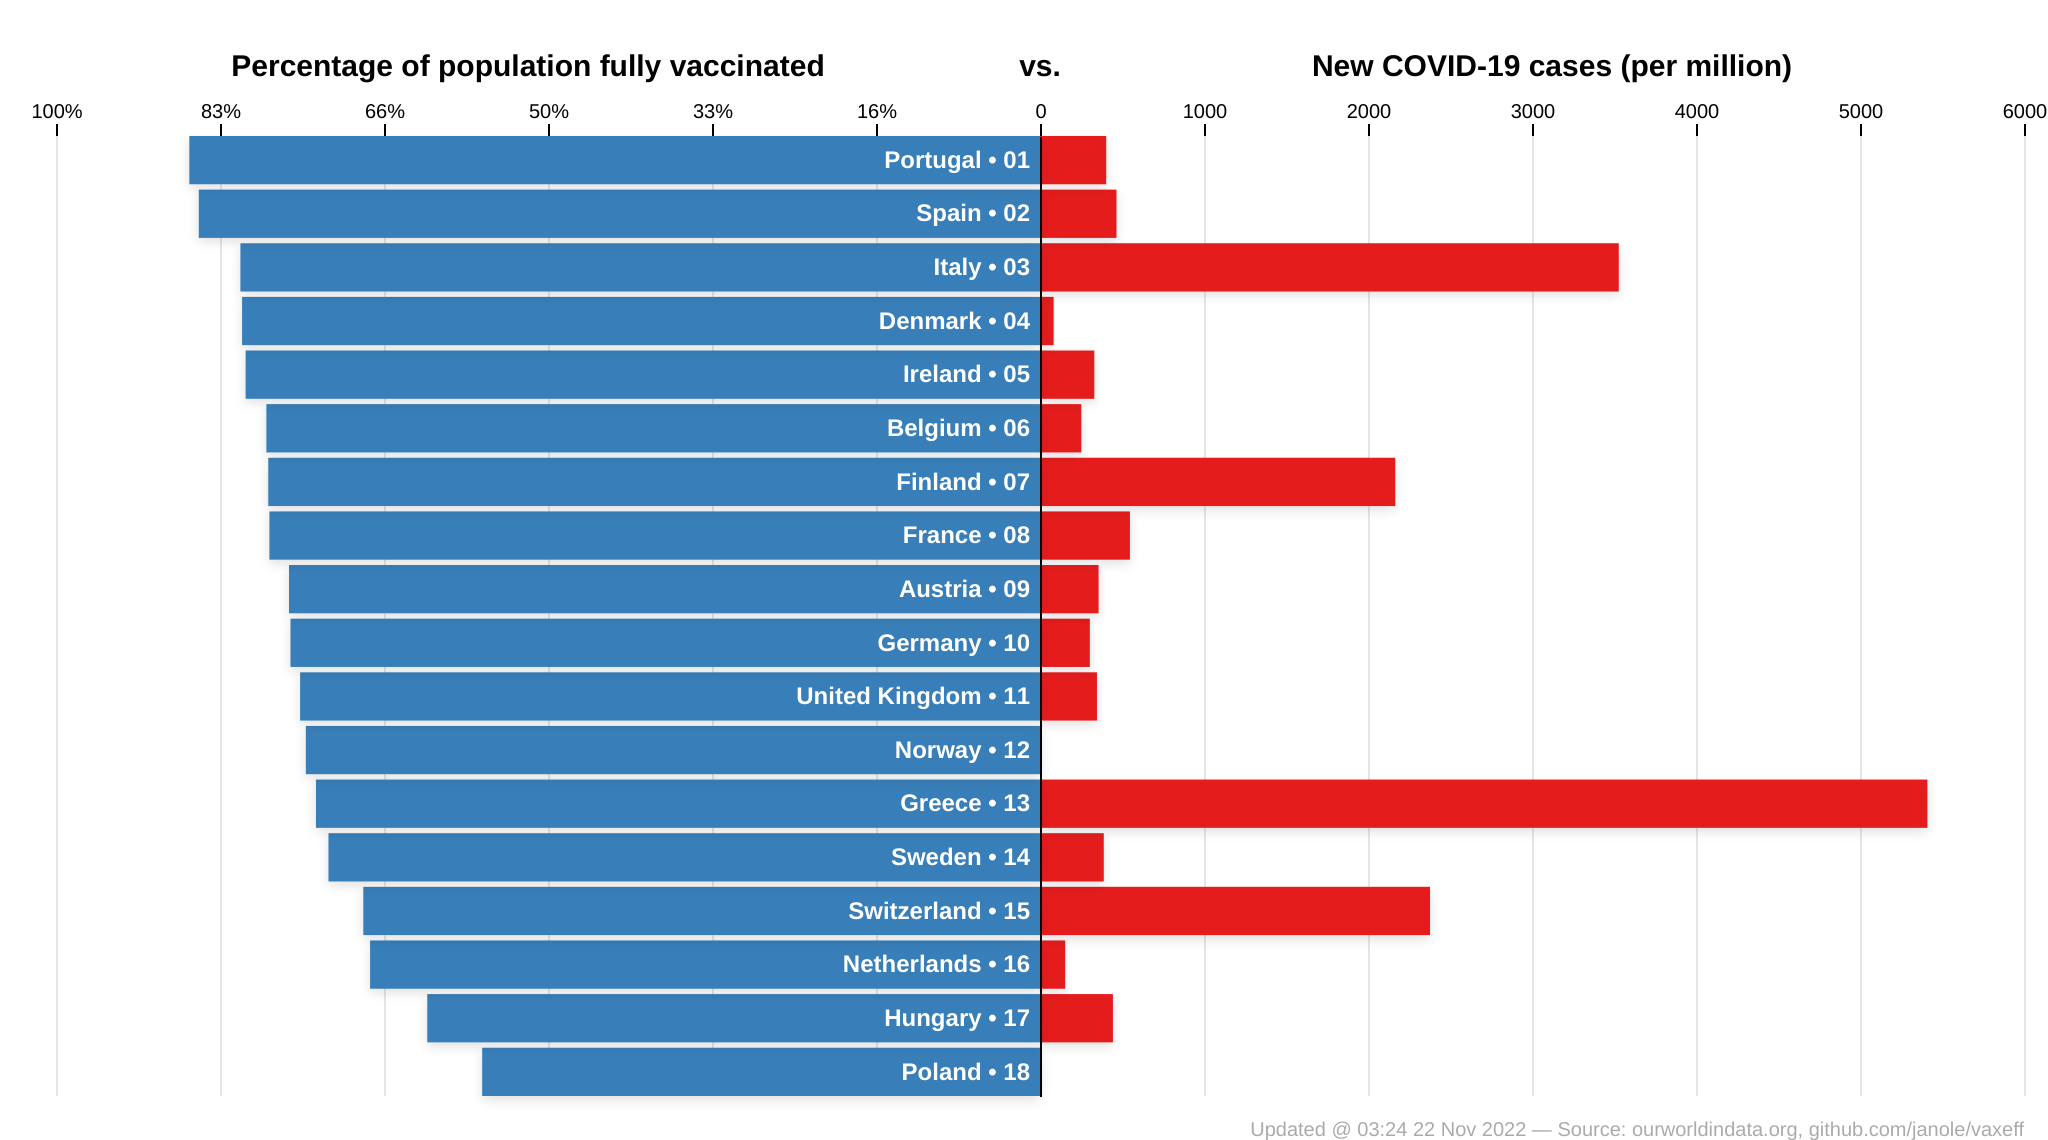 Percentage of population fully vaccinated vs. New COVID-19 cases (per million)
100% 83% 66% 50% 33% 16% 0 1000 2000 3000 4000 5000 6000
Portugal • 01
Spain • 02
Italy • 03
Denmark • 04
Ireland • 05
Belgium • 06
Finland • 07
France • 08
Austria • 09
Germany • 10
United Kingdom • 11
Norway • 12
Greece • 13
Sweden • 14
Switzerland • 15
Netherlands • 16
Hungary • 17
Poland • 18
Updated @ 03:24 22 Nov 2022 — Source: ourworldindata.org, github.com/janole/vaxeff